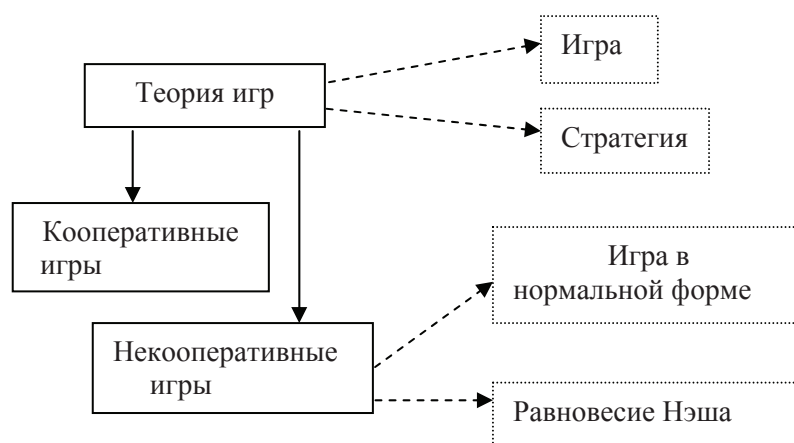 Игра
Теория игр
Стратегия
Кооперативные
игры
Игра в
нормальной форме
Некооперативные
игры
Равновесие Нэша